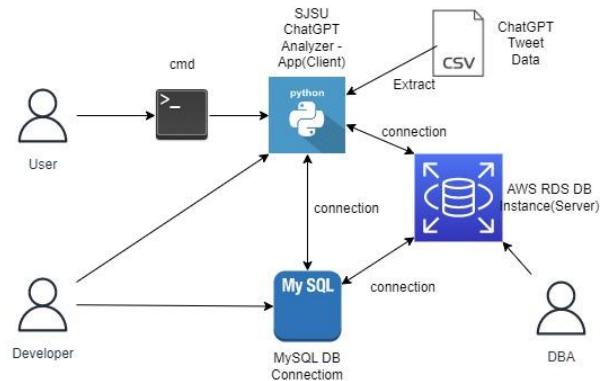 SJSU
ChatGPT
Analyzer -
App(Client)
cmd
>_
python
CSV
ChatGPT
Tweet
Data
Extract
connection
User
AWS RDS DB
Instance(Server)
connection
connection
My SQL
Developer
MySQL DB
Connectiom
DBA